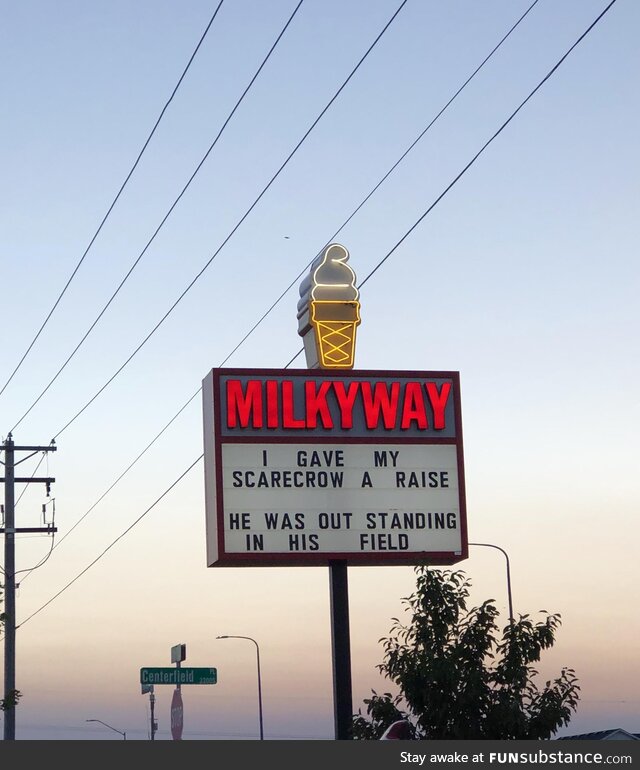 MILKYWAY
I GAVE MY
SCARECROW A RAISE
HE WAS OUT STANDING
IN HIS FIELD
Centerfield
Stay awake at FUNsubstance.com